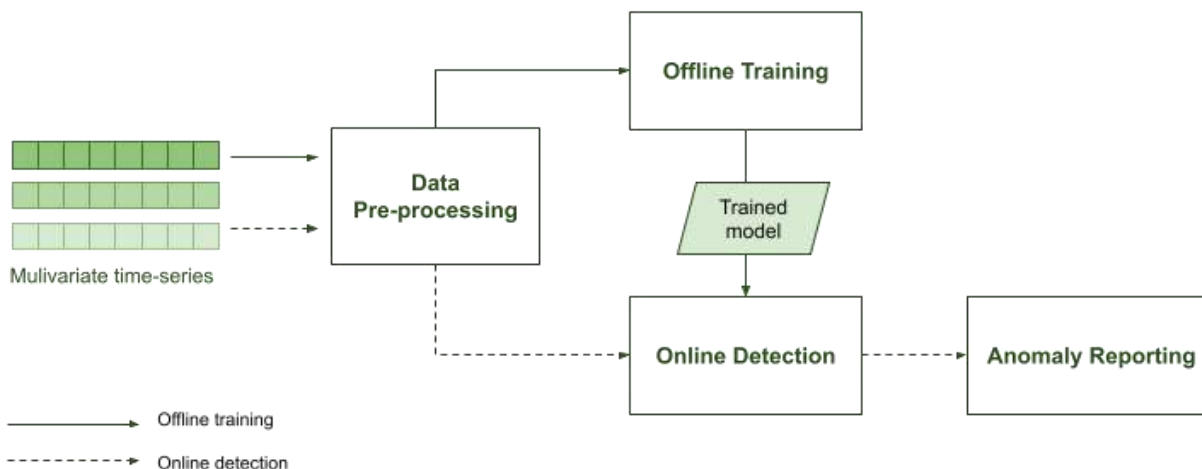 Offline Training
Data
Pre-processing
Trained
model
Mulivariate time-series
Online Detection
Anomaly Reporting
Offline training
Online detection